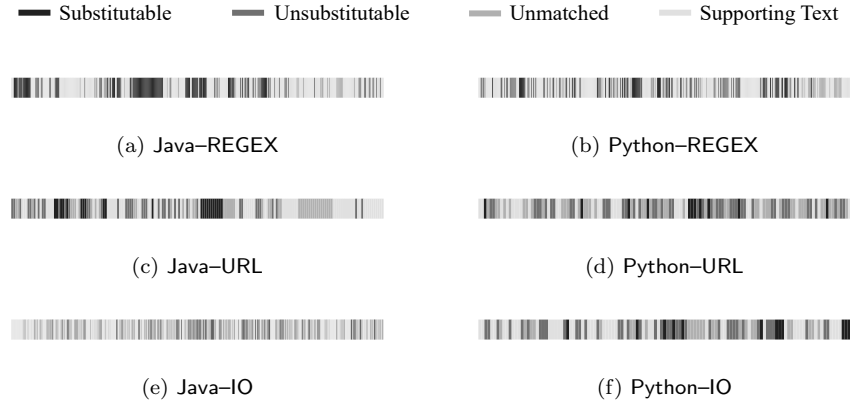 Substitutable Unsubstitutable Unmatched Supporting Text
(a) Java–REGEX (b) Python–REGEX
(c) Java–URL (d) Python–URL
(e) Java–IO (f) Python–IO